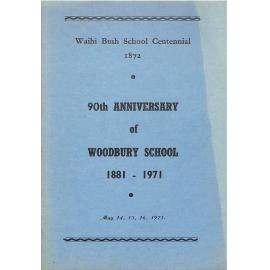 Waihi Bush School Centennial
1872
90th ANNIVERSARY
of
WOODBURY SCHOOL
1881 - 1971
May 14, 15, 16, 1971.